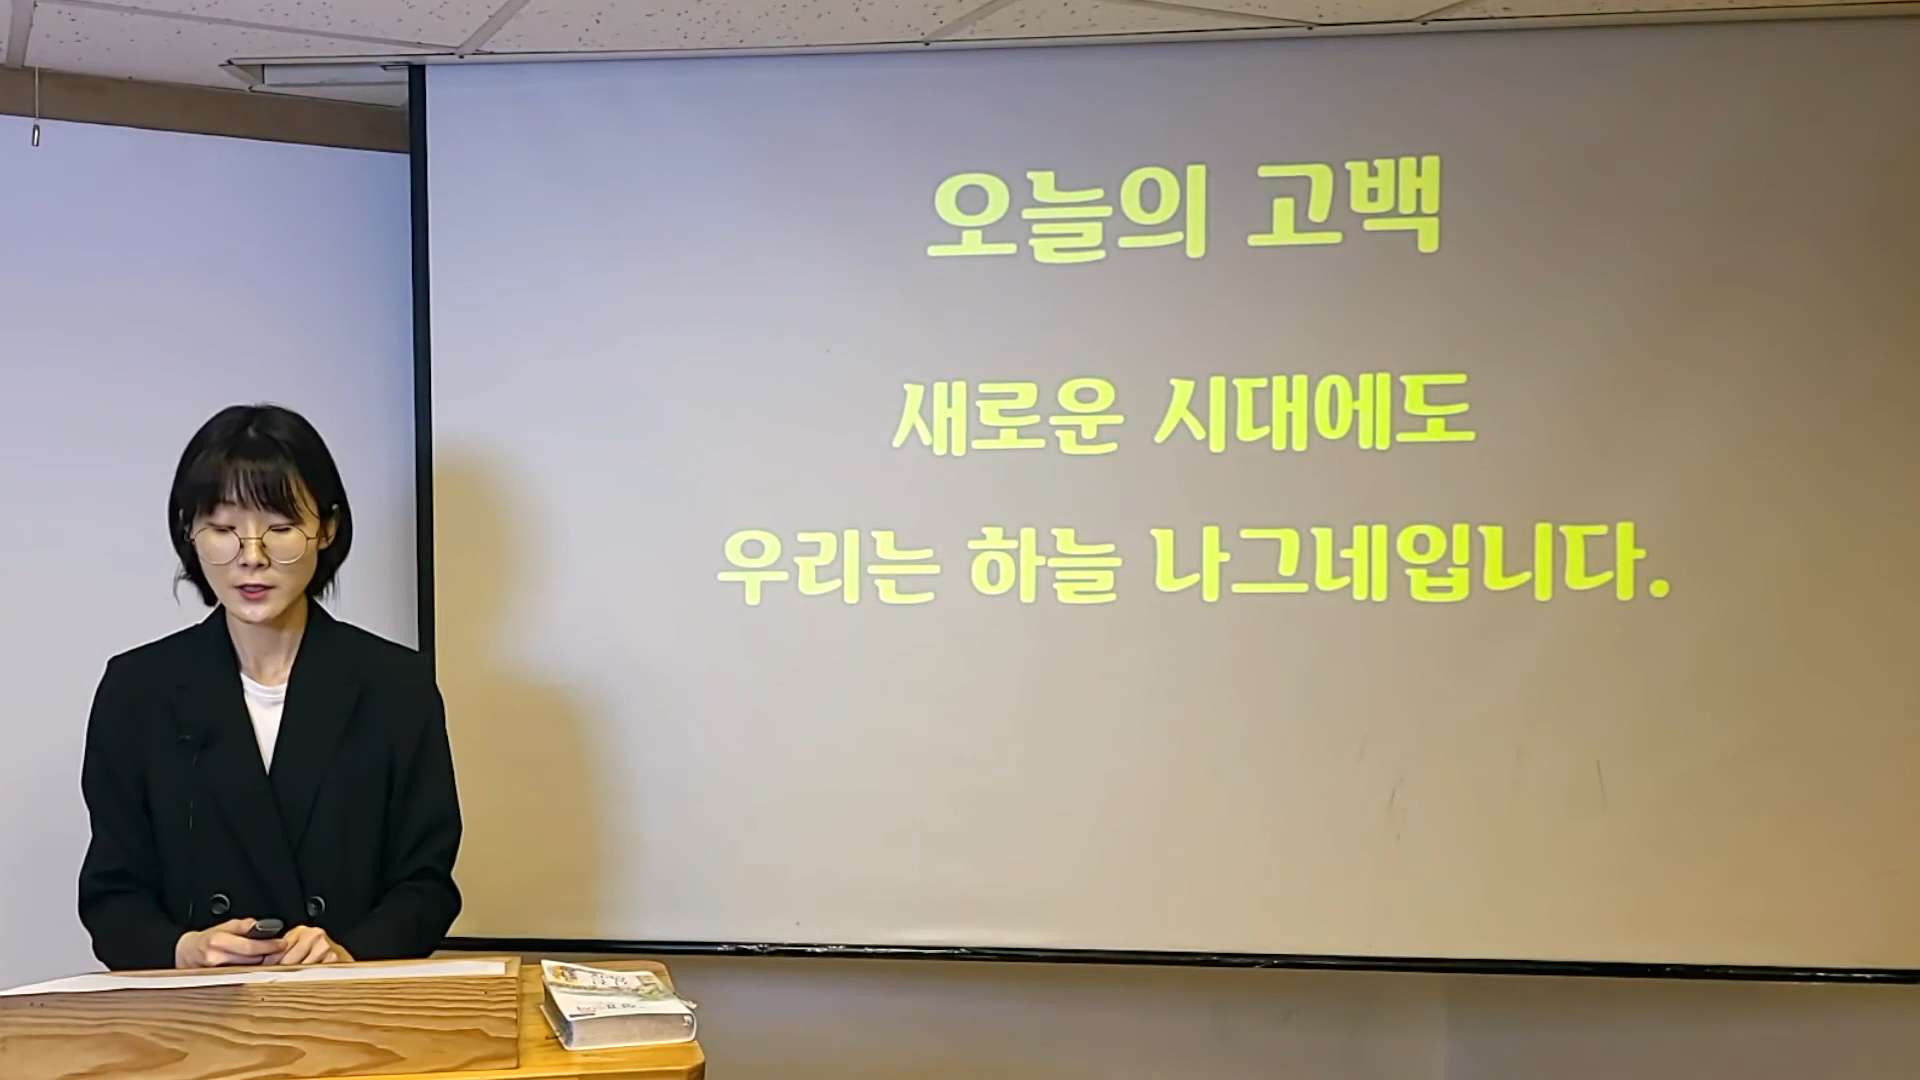 오늘의 고백
새로운 시대에도
우리는 하늘 나그네입니다.